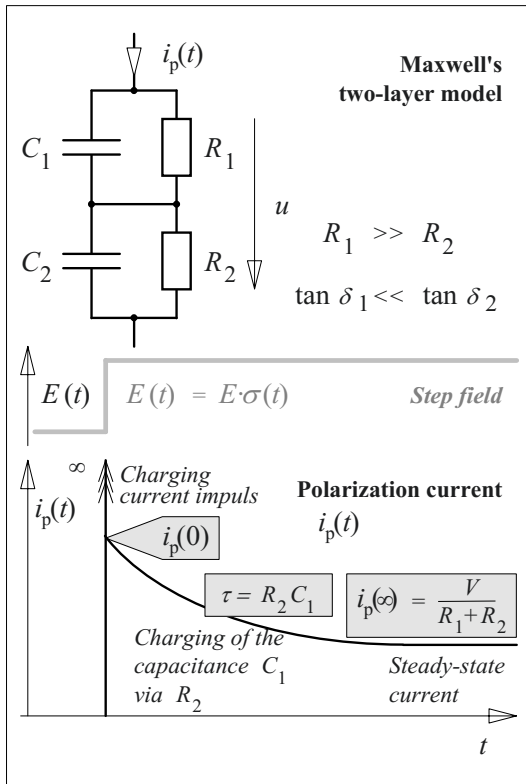 i_p(t)
Maxwell's
two-layer model
C_1
R_1
u
R_1 >> R_2
C_2
R_2
tan δ_1 << tan δ_2
E(t)
E(t) = E·σ(t)
Step field
∞
Charging
current impuls
Polarization current
i_p(t)
i_p(t)
i_p(0)
τ = R_2 C_1
i_p(∞) = V / R_1+R_2
Charging of the
capacitance C_1
via R_2
Steady-state
current
t